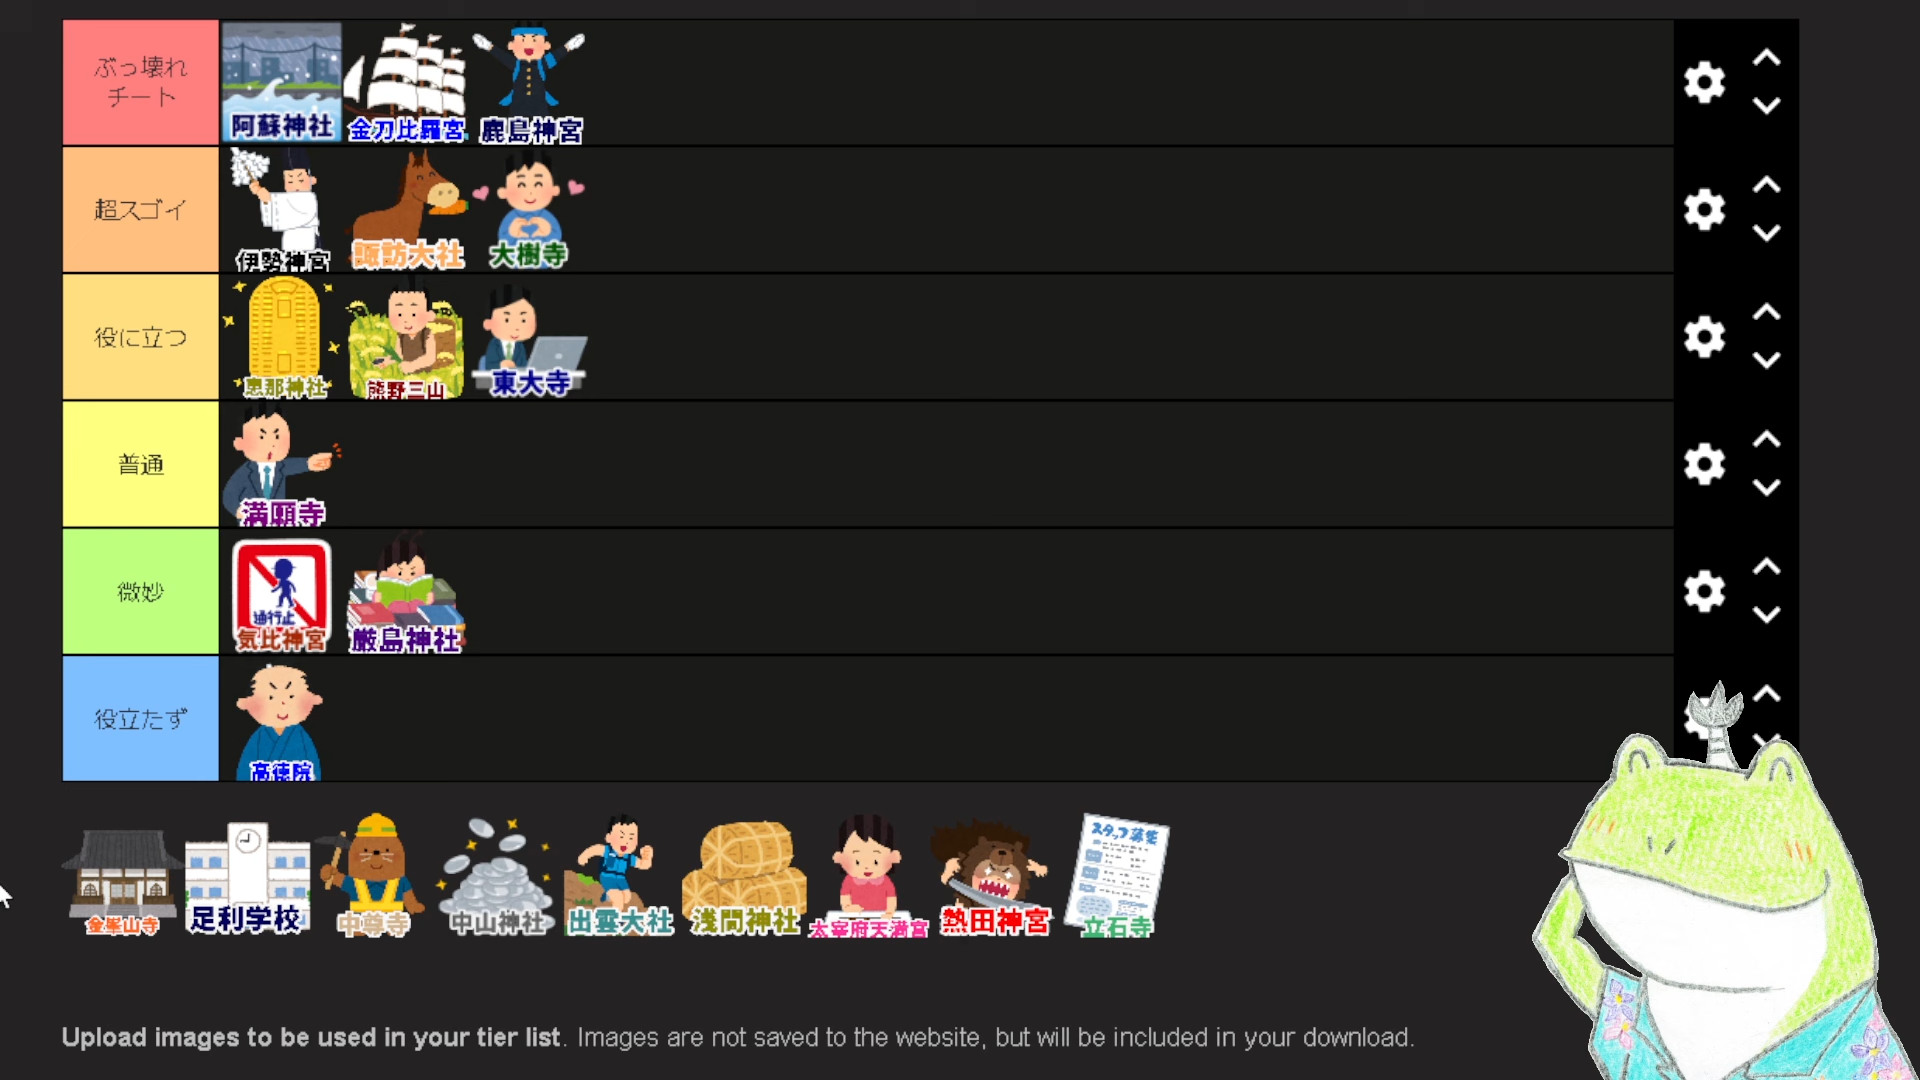 ぶっ壊れ
チート
阿蘇神社
金刀比羅宮
鹿島神宮
超スゴイ
伊勢神宮
諏訪大社
大樹寺
役に立つ
恵那神社
熊野三山
東大寺
普通
満願寺
微妙
通行止
気比神宮
厳島神社
役立たず
高徳院
金峯山寺
足利学校
中尊寺
中山神社
出雲大社
浅間神社
太宰府天満宮
熱田神宮
スタッフ募集
立石寺
Upload images to be used in your tier list. Images are not saved to the website, but will be included in your download.